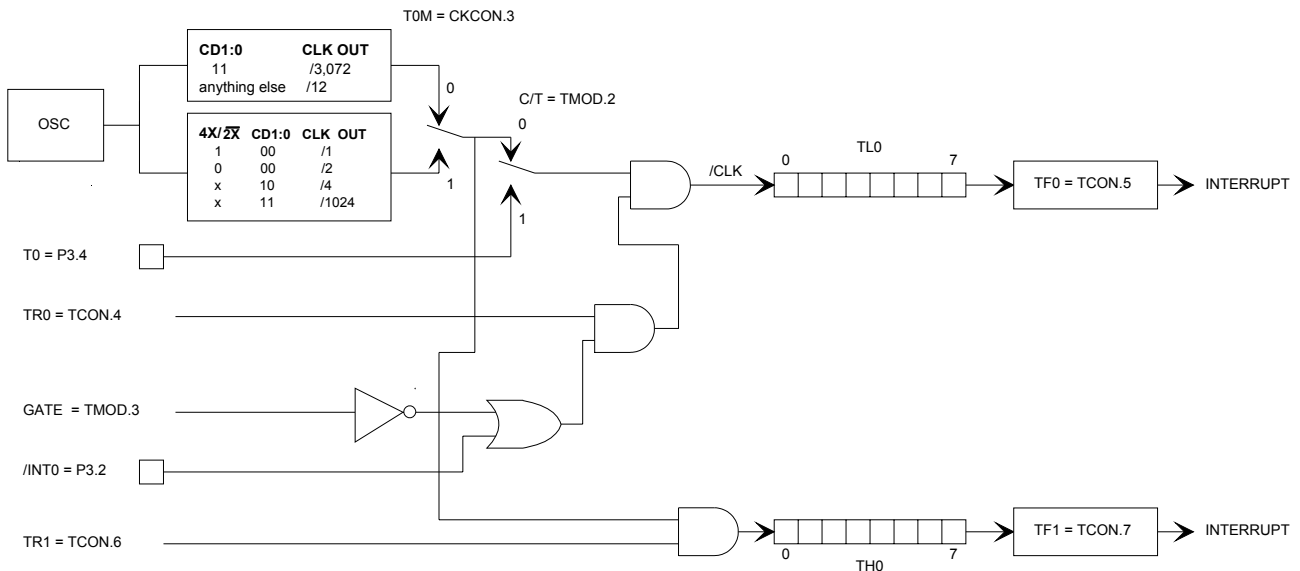 T0M = CKCON.3
CD1:0 CLK OUT
11 /3,072
anything else /12
0
C/T = TMOD.2
OSC
4X/2X CD1:0 CLK OUT
1 00 /1
0 00 /2
x 10 /4
x 11 /1024
1
0
1
/CLK
0 TL0 7
TF0 = TCON.5
INTERRUPT
T0 = P3.4
TR0 = TCON.4
GATE = TMOD.3
/INT0 = P3.2
TR1 = TCON.6
0 7
TH0
TF1 = TCON.7
INTERRUPT